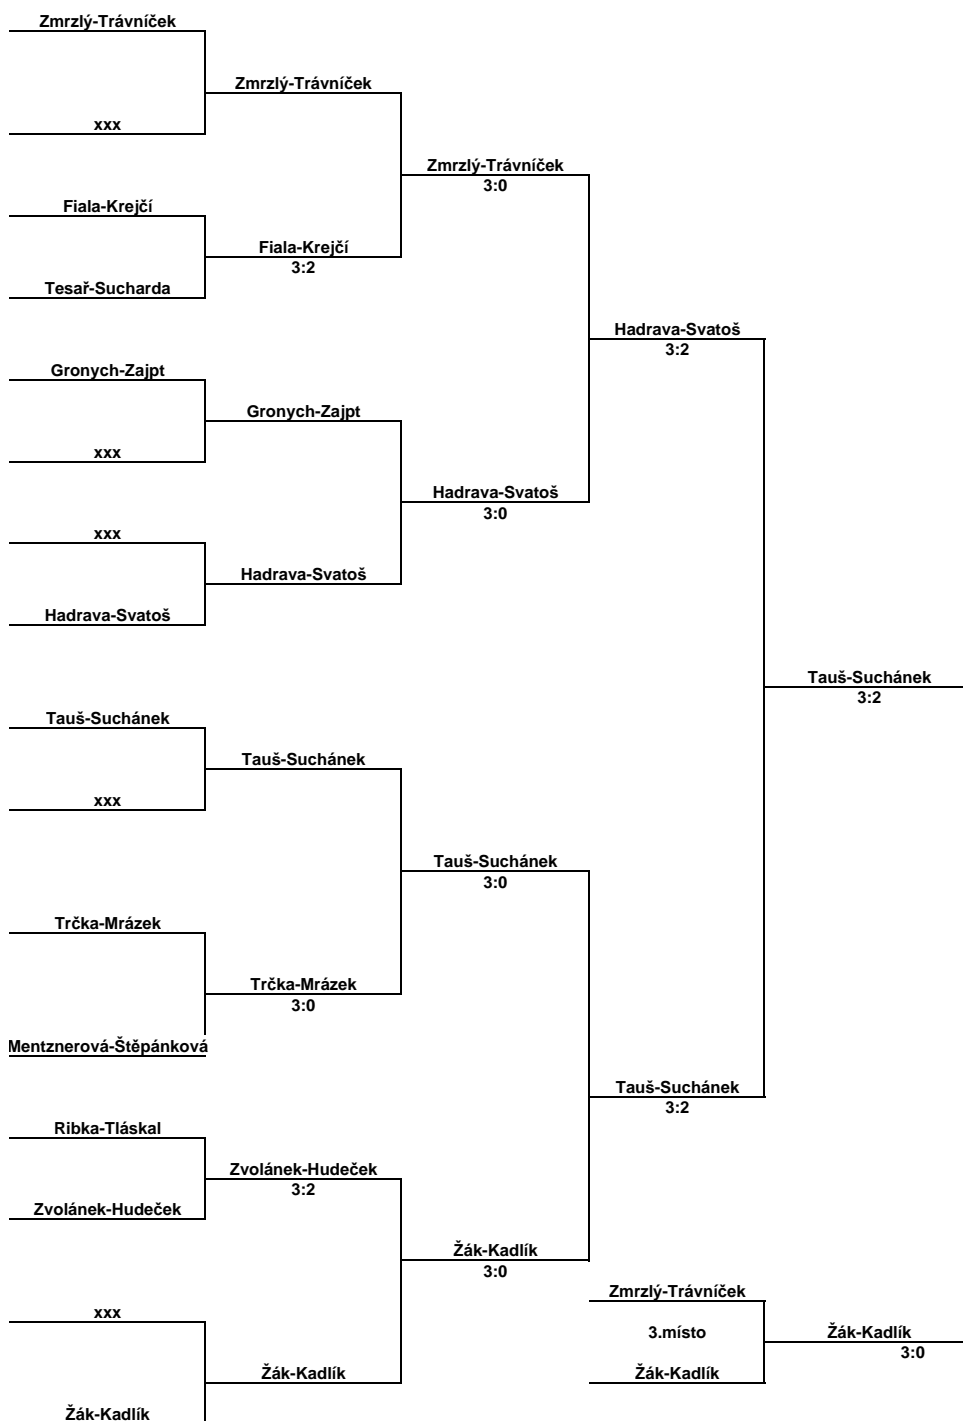 Zmrzlý-Trávníček
Zmrzlý-Trávníček
xxx
Zmrzlý-Trávníček
3:0
Fiala-Krejčí
Fiala-Krejčí
3:2
Tesař-Sucharda
Hadrava-Svatoš
3:2
Gronych-Zajpt
Gronych-Zajpt
xxx
Hadrava-Svatoš
3:0
xxx
Hadrava-Svatoš
Hadrava-Svatoš
Tauš-Suchánek
3:2
Tauš-Suchánek
Tauš-Suchánek
xxx
Tauš-Suchánek
3:0
Trčka-Mrázek
Trčka-Mrázek
3:0
Mentznerová-Štěpánková
Tauš-Suchánek
3:2
Ribka-Tláskal
Zvolánek-Hudeček
3:2
Zvolánek-Hudeček
Žák-Kadlík
3:0
Zmrzlý-Trávníček
xxx
3.místo
Žák-Kadlík
3:0
Žák-Kadlík
Žák-Kadlík
Žák-Kadlík